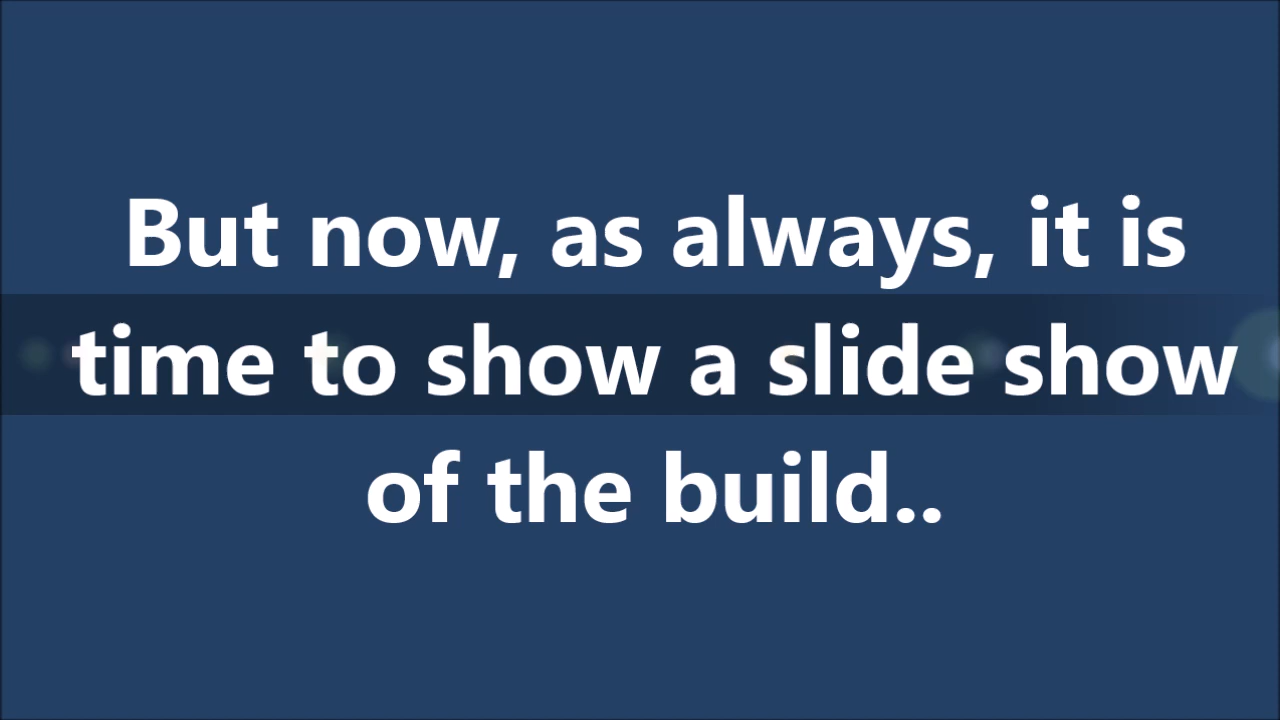 But now, as always, it is
time to show a slide show
of the build..